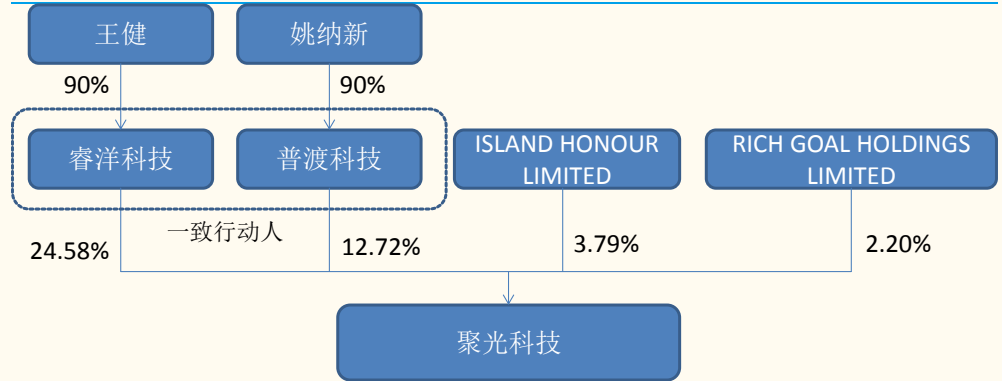 王健
姚纳新
90%
90%
睿洋科技
普渡科技
ISLAND HONOUR
LIMITED
RICH GOAL HOLDINGS
LIMITED
一致行动人
24.58%
12.72%
3.79%
2.20%
聚光科技